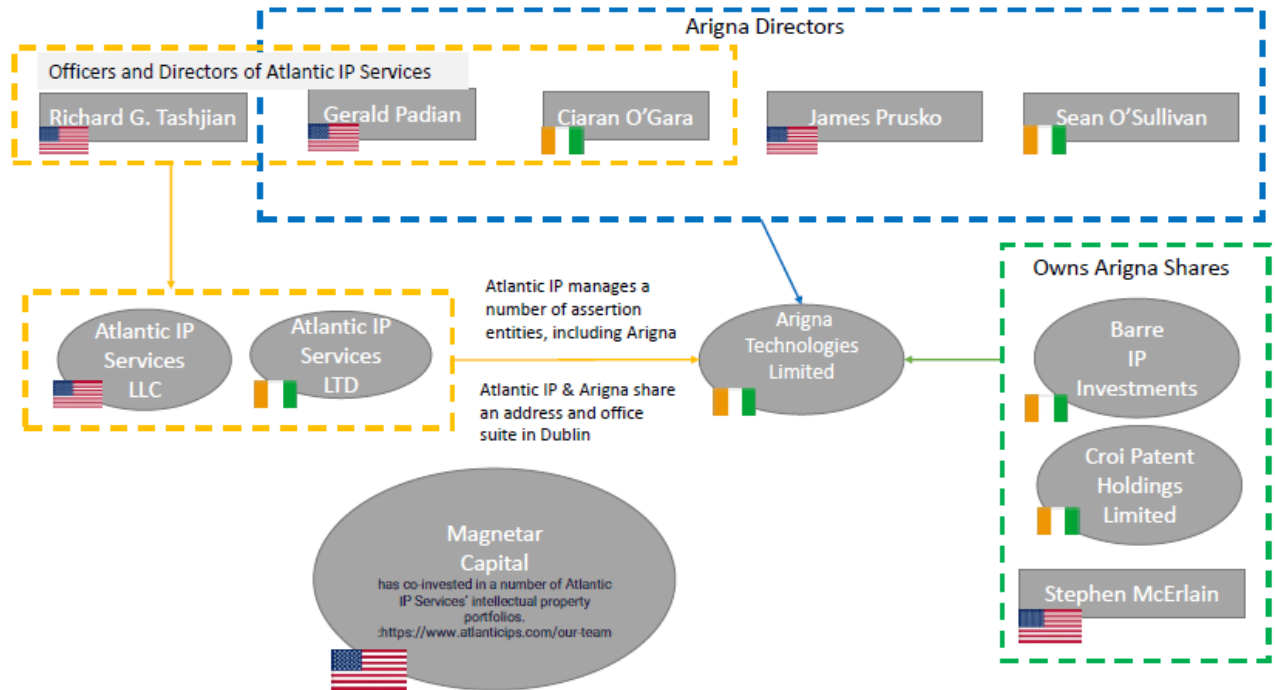 Arigna Directors
Officers and Directors of Atlantic IP Services
Richard G. Tashjian
Gerald Padian
Ciaran O'Gara
James Prusko
Sean O'Sullivan
Atlantic IP
Services
LLC
Atlantic IP
Services
LTD
Atlantic IP manages a
number of assertion
entities, including Arigna
Atlantic IP & Arigna share
an address and office
suite in Dublin
Arigna
Technologies
Limited
Owns Arigna Shares
Barre
IP
Investments
Croi Patent
Holdings
Limited
Stephen McErlain
Magnetar
Capital
has co-invested in a number of Atlantic
IP Services' intellectual property
portfolios.
:https://www.atlanticips.com/our-team